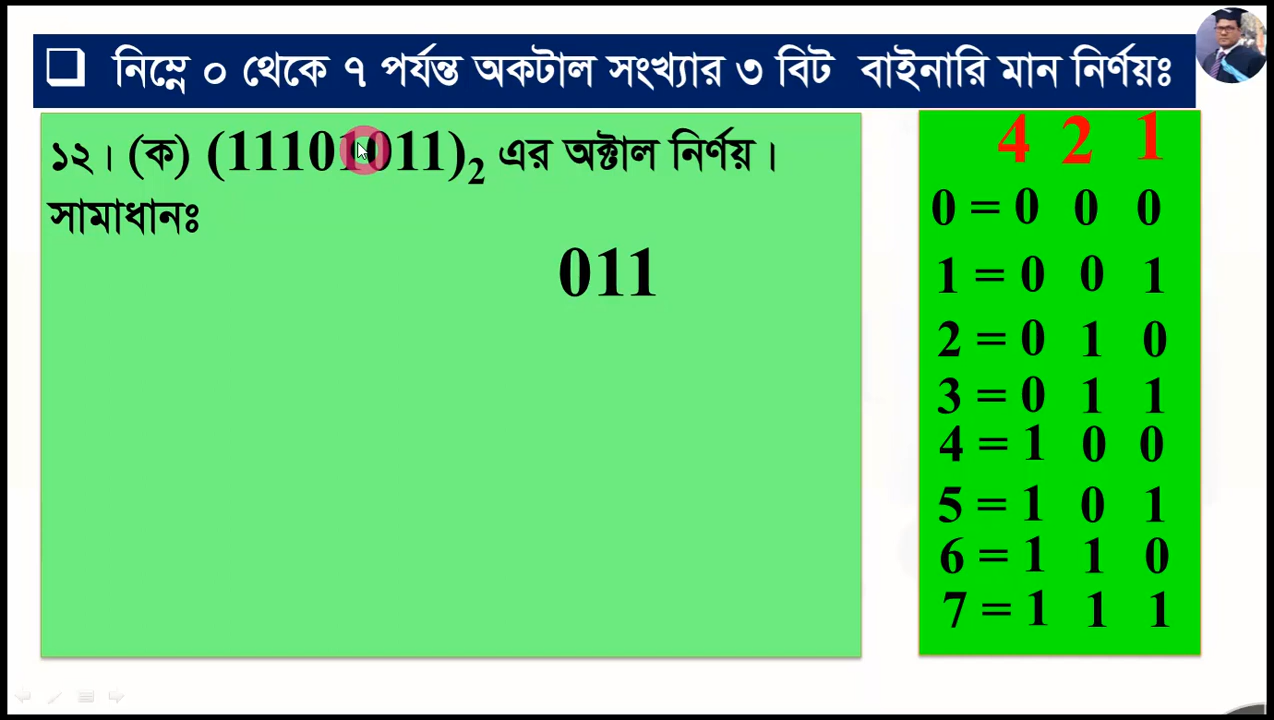 ❑ নিম্নে ০ থেকে ৭ পর্যন্ত অকটাল সংখ্যার ৩ বিট বাইনারি মান নির্ণয়ঃ
১২। (ক) (11101011)₂ এর অক্টাল নির্ণয়।
সামাধানঃ
011
4 2 1
0 = 0 0 0
1 = 0 0 1
2 = 0 1 0
3 = 0 1 1
4 = 1 0 0
5 = 1 0 1
6 = 1 1 0
7 = 1 1 1